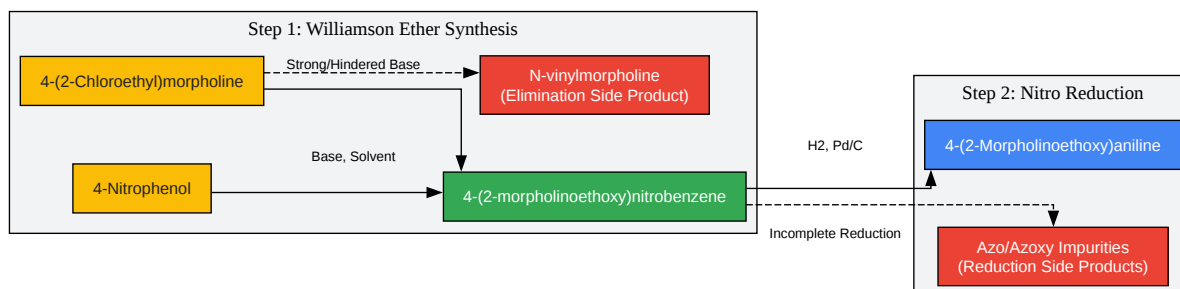 Step 1: Williamson Ether Synthesis
4-(2-Chloroethyl)morpholine
Strong/Hindered Base
N-vinylmorpholine
(Elimination Side Product)
4-Nitrophenol
Base, Solvent
4-(2-morpholinoethoxy)nitrobenzene
H2, Pd/C
Incomplete Reduction
Step 2: Nitro Reduction
4-(2-Morpholinoethoxy)aniline
Azo/Azoxy Impurities
(Reduction Side Products)